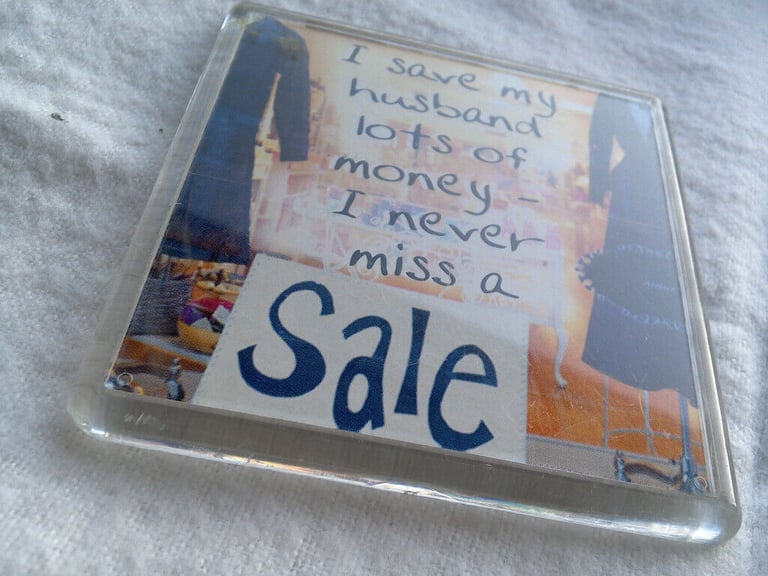 I save my
husband
lots of
money -
I never
miss a
Sale